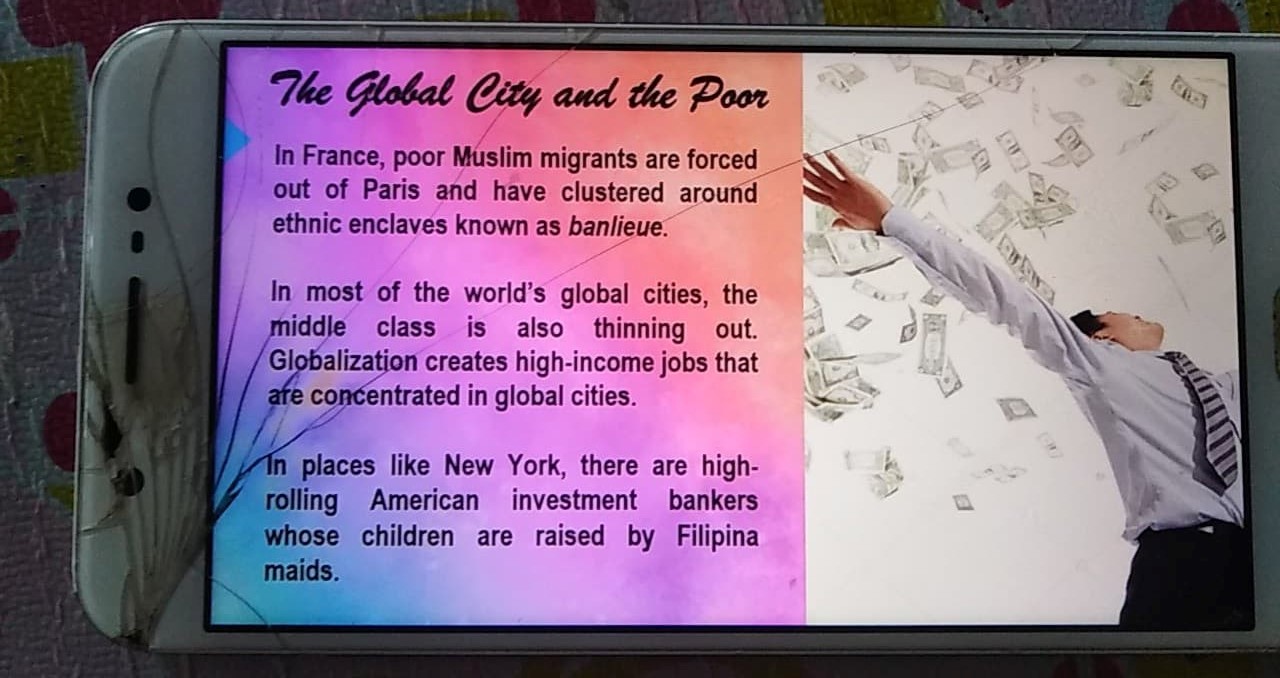 The Global City and the Poor
In France, poor Muslim migrants are forced
out of Paris and have clustered around
ethnic enclaves known as banlieue.
In most of the world's global cities, the
middle class is also thinning out.
Globalization creates high-income jobs that
are concentrated in global cities.
In places like New York, there are high-
rolling American investment bankers
whose children are raised by Filipina
maids.